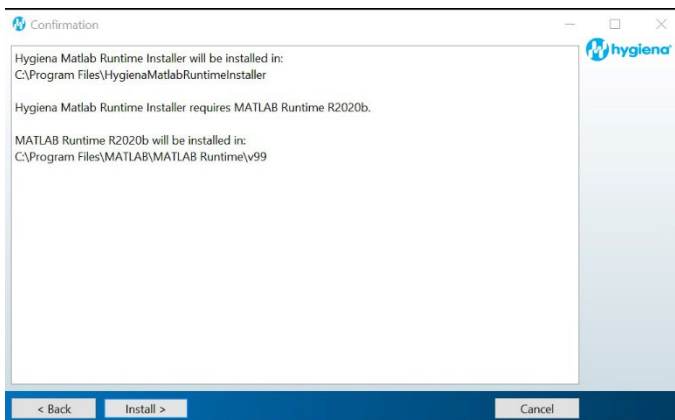 Confirmation
hygiena
Hygiena Matlab Runtime Installer will be installed in:
C:\Program Files\HygienaMatlabRuntimeInstaller
Hygiena Matlab Runtime Installer requires MATLAB Runtime R2020b.
MATLAB Runtime R2020b will be installed in:
C:\Program Files\MATLAB\MATLAB Runtime\v99
< Back
Install >
Cancel